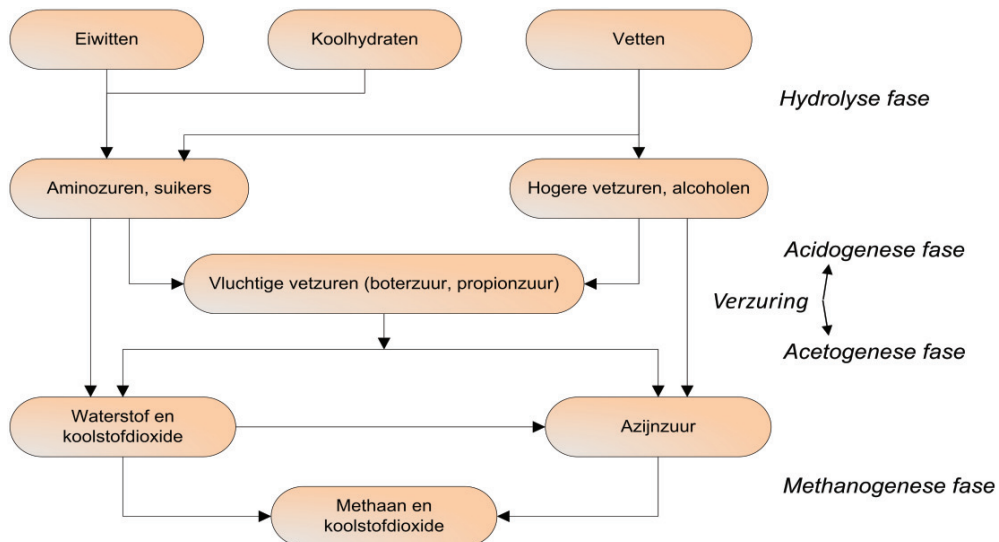 Eiwitten
Koolhydraten
Vetten
Hydrolyse fase
Aminozuren, suikers
Hogere vetzuren, alcoholen
Acidogenese fase
Vluchtige vetzuren (boterzuur, propionzuur)
Verzuring
Acetogenese fase
Waterstof en
koolstofdioxide
Azijnzuur
Methanogenese fase
Methaan en
koolstofdioxide